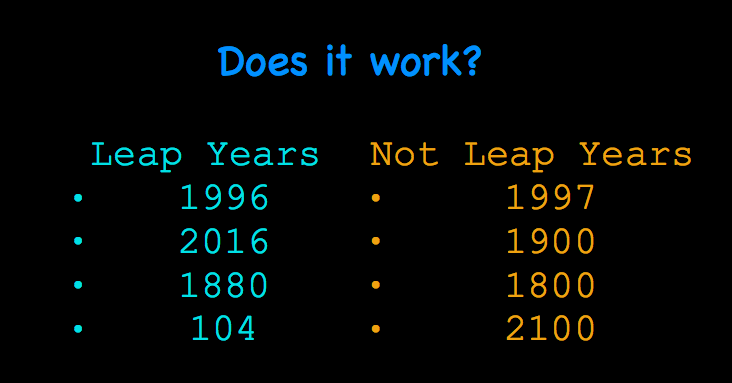 Does it work?
Leap Years
• 1996
• 2016
• 1880
• 104
Not Leap Years
• 1997
• 1900
• 1800
• 2100